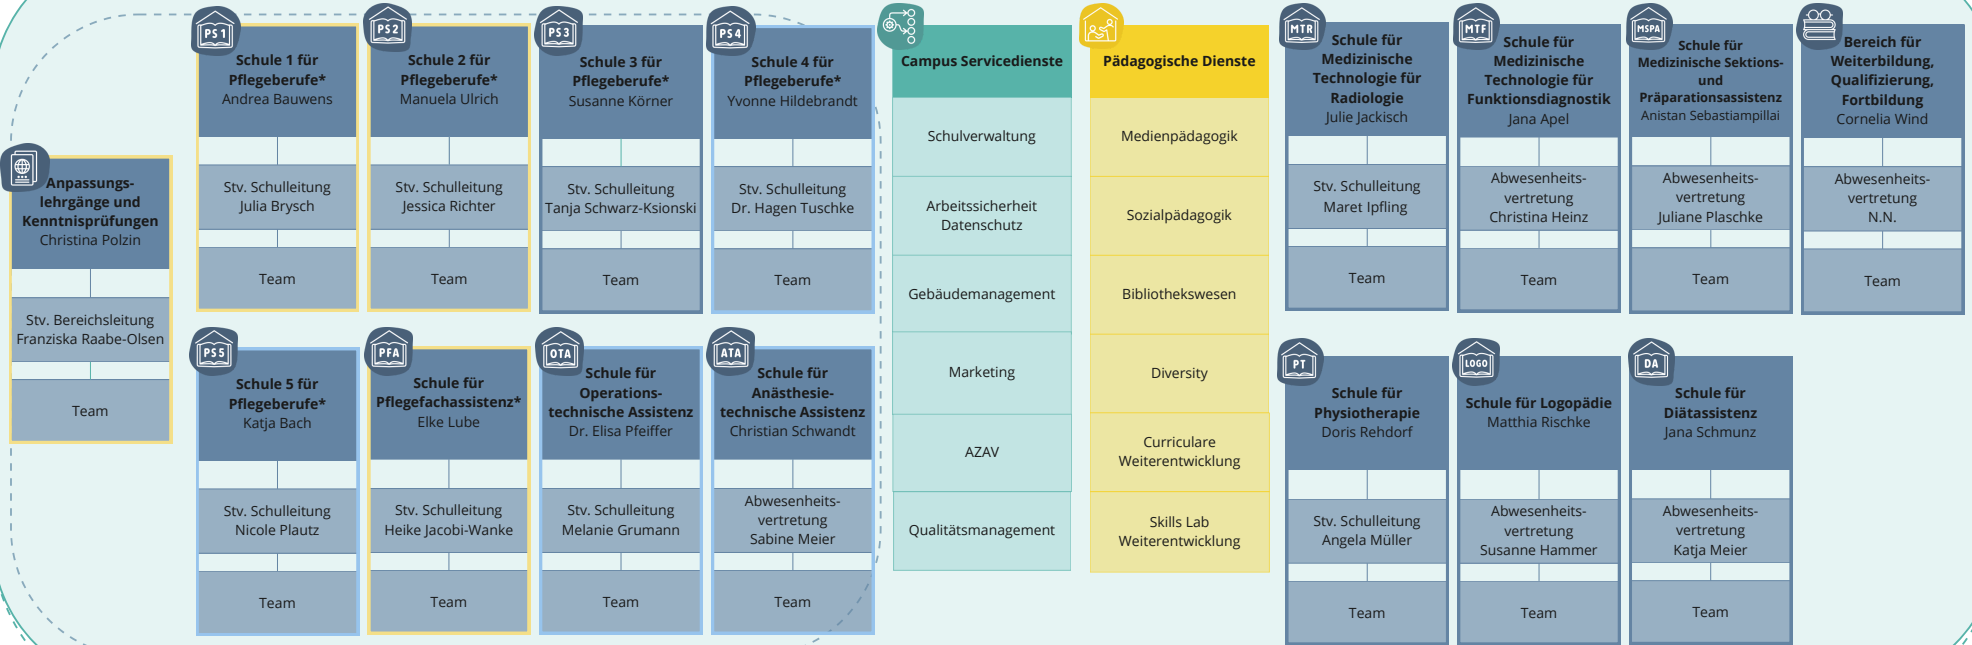 Anpassungs-
lehrgänge und
Kenntnisprüfungen
Christina Polzin
Stv. Bereichsleitung
Franziska Raabe-Olsen
Team
PS1
Schule 1 für
Pflegeberufe*
Andrea Bauwens
Stv. Schulleitung
Julia Brysch
Team
PS2
Schule 2 für
Pflegeberufe*
Manuela Ulrich
Stv. Schulleitung
Jessica Richter
Team
PS3
Schule 3 für
Pflegeberufe*
Susanne Körner
Stv. Schulleitung
Tanja Schwarz-Ksionski
Team
PS4
Schule 4 für
Pflegeberufe*
Yvonne Hildebrandt
Stv. Schulleitung
Dr. Hagen Tuschke
Team
PS5
Schule 5 für
Pflegeberufe*
Katja Bach
Stv. Schulleitung
Nicole Plautz
Team
PFA
Schule für
Pflegefachassistenz*
Elke Lube
Stv. Schulleitung
Heike Jacobi-Wanke
Team
OTA
Schule für
Operations-
technische Assistenz
Dr. Elisa Pfeiffer
Stv. Schulleitung
Melanie Grumann
Team
ATA
Schule für
Anästhesie-
technische Assistenz
Christian Schwandt
Abwesenheits-
vertretung
Sabine Meier
Team
Campus Servicedienste
Schulverwaltung
Arbeitssicherheit
Datenschutz
Gebäudemanagement
Marketing
AZAV
Qualitätsmanagement
Pädagogische Dienste
Medienpädagogik
Sozialpädagogik
Bibliothekswesen
Diversity
Curriculare
Weiterentwicklung
Skills Lab
Weiterentwicklung
MTR
Schule für
Medizinische
Technologie für
Radiologie
Julie Jackisch
Stv. Schulleitung
Maret Ipfling
Team
MTF
Schule für
Medizinische
Technologie für
Funktionsdiagnostik
Jana Apel
Abwesenheits-
vertretung
Christina Heinz
Team
MSPA
Schule für
Medizinische Sektions-
und
Präparationsassistenz
Anistan Sebastiampillai
Abwesenheits-
vertretung
Juliane Plaschke
Team
Bereich für
Weiterbildung,
Qualifizierung,
Fortbildung
Cornelia Wind
Abwesenheits-
vertretung
N.N.
Team
PT
Schule für
Physiotherapie
Doris Rehdorf
Stv. Schulleitung
Angela Müller
Team
LOGO
Schule für Logopädie
Matthia Rischke
Abwesenheits-
vertretung
Susanne Hammer
Team
DA
Schule für
Diätassistenz
Jana Schmunz
Abwesenheits-
vertretung
Katja Meier
Team